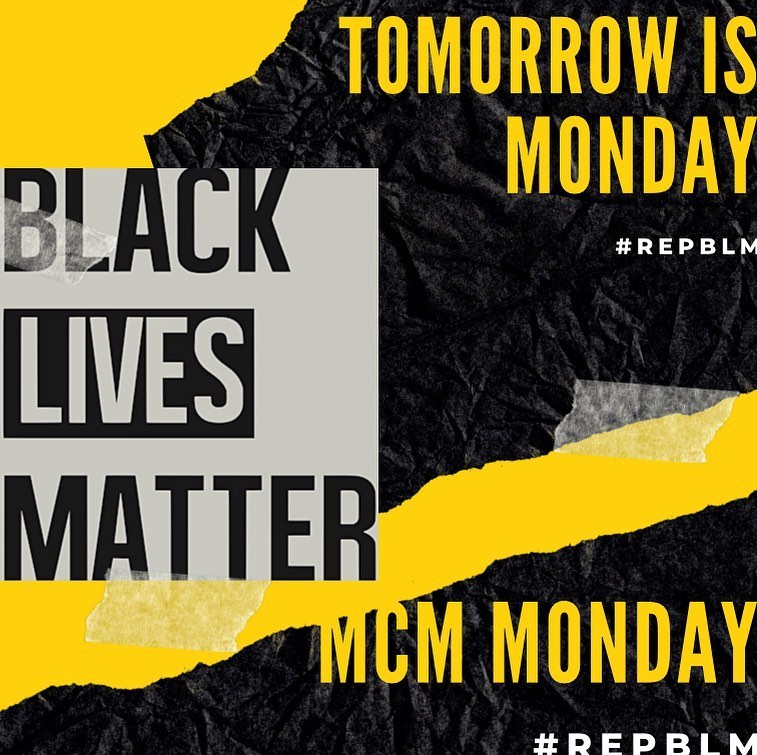 TOMORROW IS
MONDAY
#REPBLM
BLACK
LIVES
MATTER
MCM MONDAY
#REPBLM